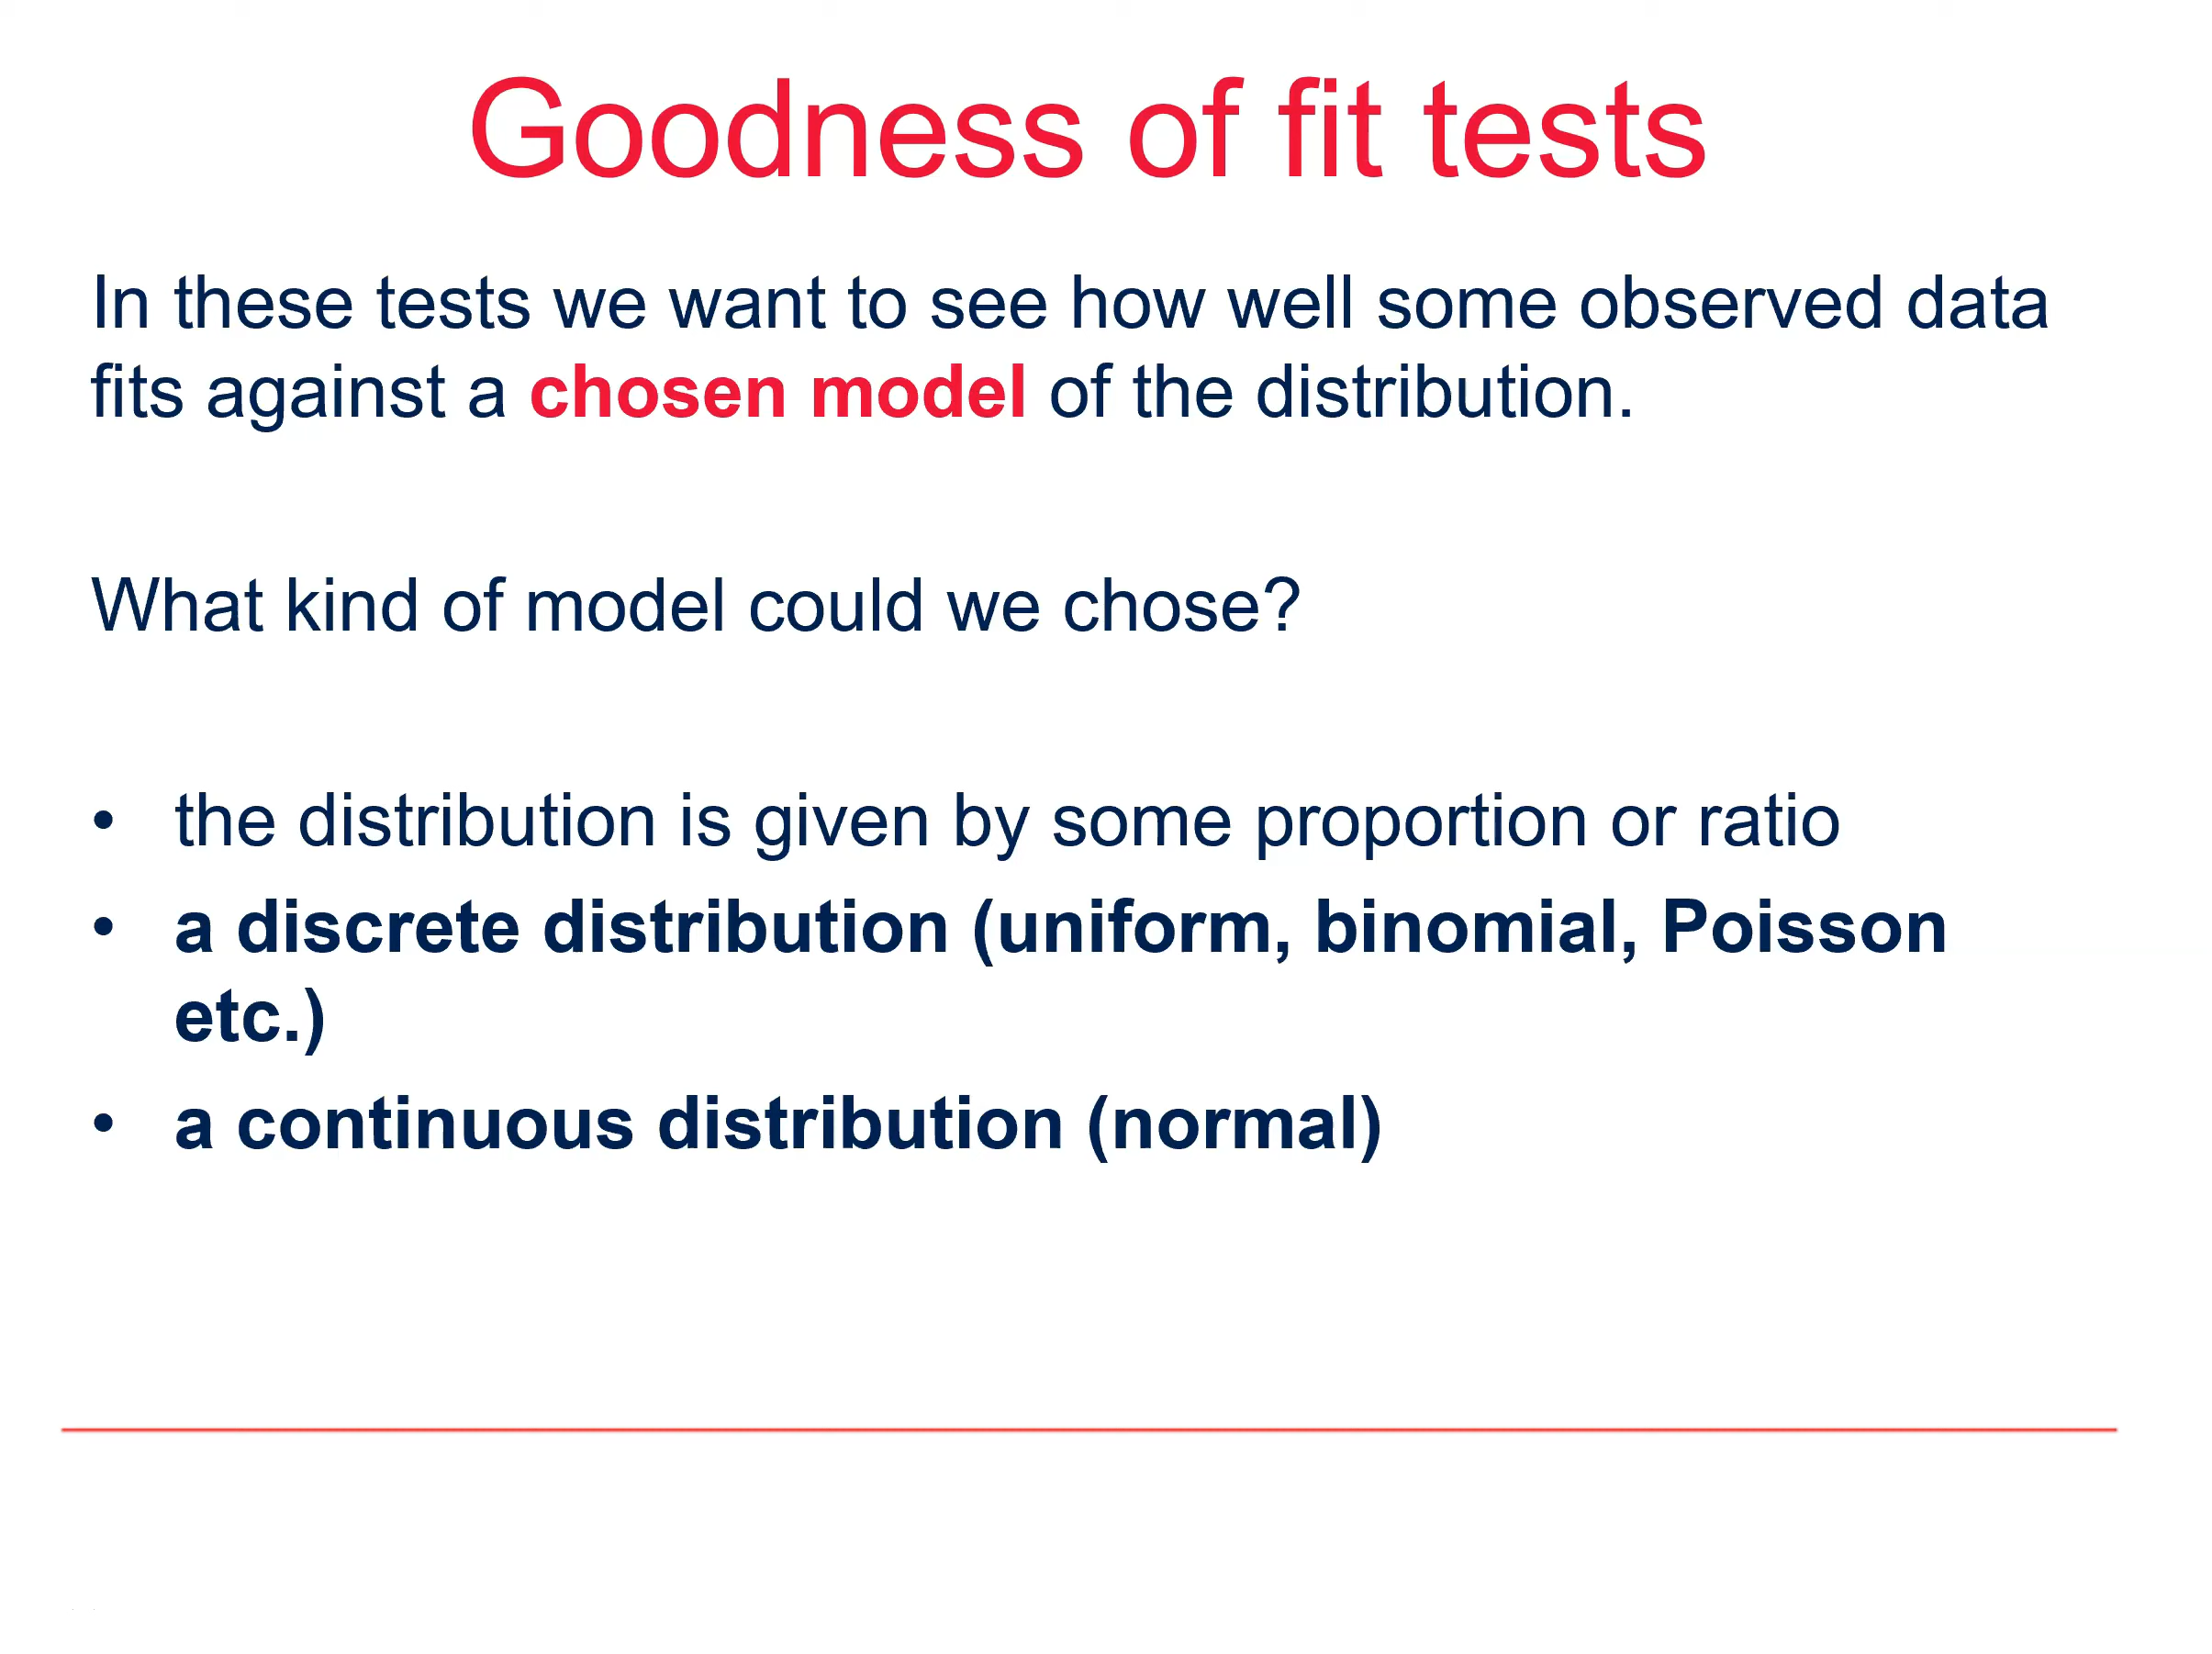 Goodness of fit tests
In these tests we want to see how well some observed data
fits against a chosen model of the distribution.
What kind of model could we chose?
• the distribution is given by some proportion or ratio
• a discrete distribution (uniform, binomial, Poisson
etc.)
• a continuous distribution (normal)